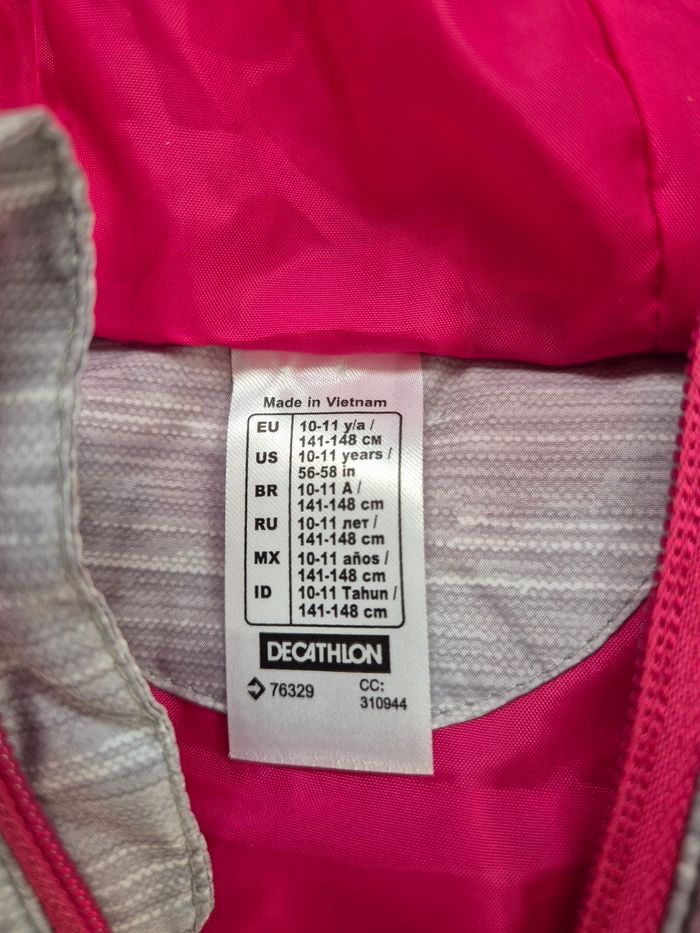 Made in Vietnam
EU 10-11 y/a /
141-148 CM
US 10-11 years /
56-58 in
BR 10-11 A /
141-148 cm
RU 10-11 лет /
141-148 cm
MX 10-11 años /
141-148 cm
ID 10-11 Tahun /
141-148 cm
DECATHLON
76329 CC:
310944